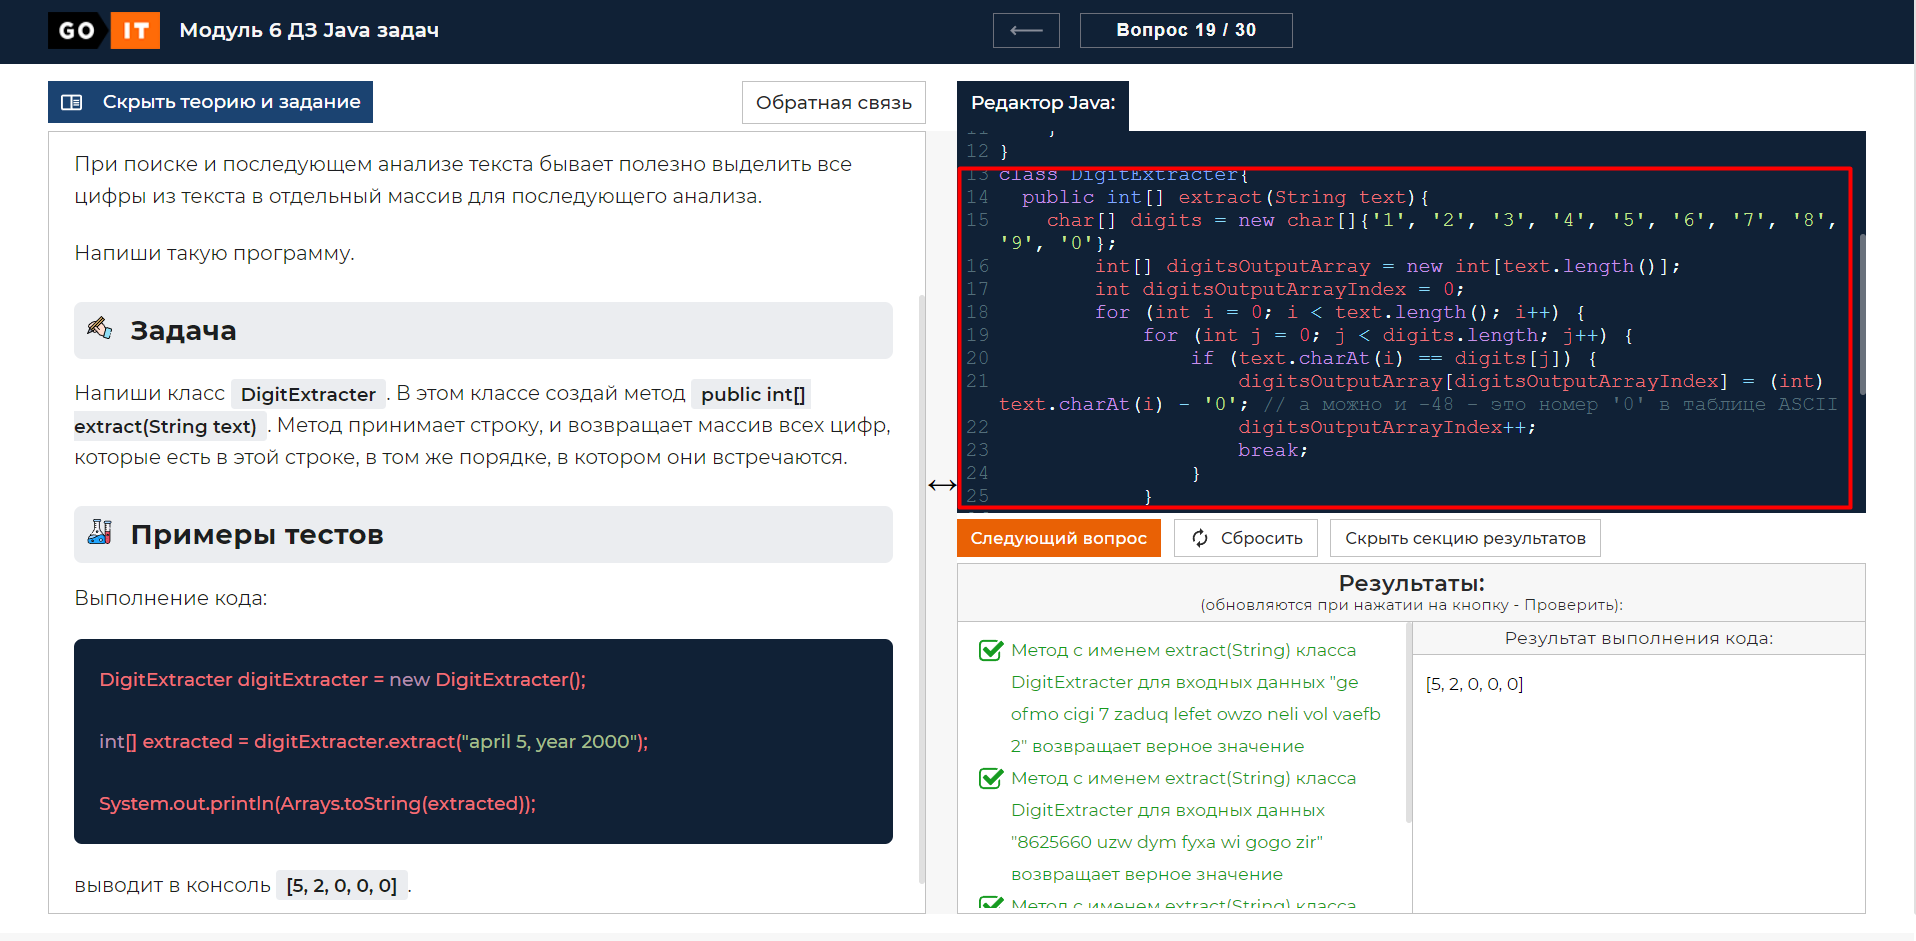 GO IT Модуль 6 ДЗ Java задач
Вопрос 19 / 30
Скрыть теорию и задание
Обратная связь
При поиске и последующем анализе текста бывает полезно выделить все
цифры из текста в отдельный массив для последующего анализа.
Напиши такую программу.
Задача
Напиши класс DigitExtracter . В этом классе создай метод public int[]
extract(String text) . Метод принимает строку, и возвращает массив всех цифр,
которые есть в этой строке, в том же порядке, в котором они встречаются.
Примеры тестов
Выполнение кода:
DigitExtracter digitExtracter = new DigitExtracter();
int[] extracted = digitExtracter.extract("april 5, year 2000");
System.out.println(Arrays.toString(extracted));
выводит в консоль [5, 2, 0, 0, 0] .
Редактор Java:
11 }
12 }
13 class DigitExtracter{
14 public int[] extract(String text){
15 char[] digits = new char[]{'1', '2', '3', '4', '5', '6', '7', '8',
'9', '0'};
16 int[] digitsOutputArray = new int[text.length()];
17 int digitsOutputArrayIndex = 0;
18 for (int i = 0; i < text.length(); i++) {
19 for (int j = 0; j < digits.length; j++) {
20 if (text.charAt(i) == digits[j]) {
21 digitsOutputArray[digitsOutputArrayIndex] = (int)
text.charAt(i) - '0'; // а можно и -48 - это номер '0' в таблице ASCII
22 digitsOutputArrayIndex++;
23 break;
24 }
25 }
Следующий вопрос
Сбросить
Скрыть секцию результатов
Результаты:
(обновляются при нажатии на кнопку - Проверить):
Метод с именем extract(String) класса
DigitExtracter для входных данных "ge
ofmo cigi 7 zaduq lefet owzo neli vol vaefb
2" возвращает верное значение
Метод с именем extract(String) класса
DigitExtracter для входных данных
"8625660 uzw dym fyxa wi gogo zir"
возвращает верное значение
Метод с именем extract(String) класса
Результат выполнения кода:
[5, 2, 0, 0, 0]